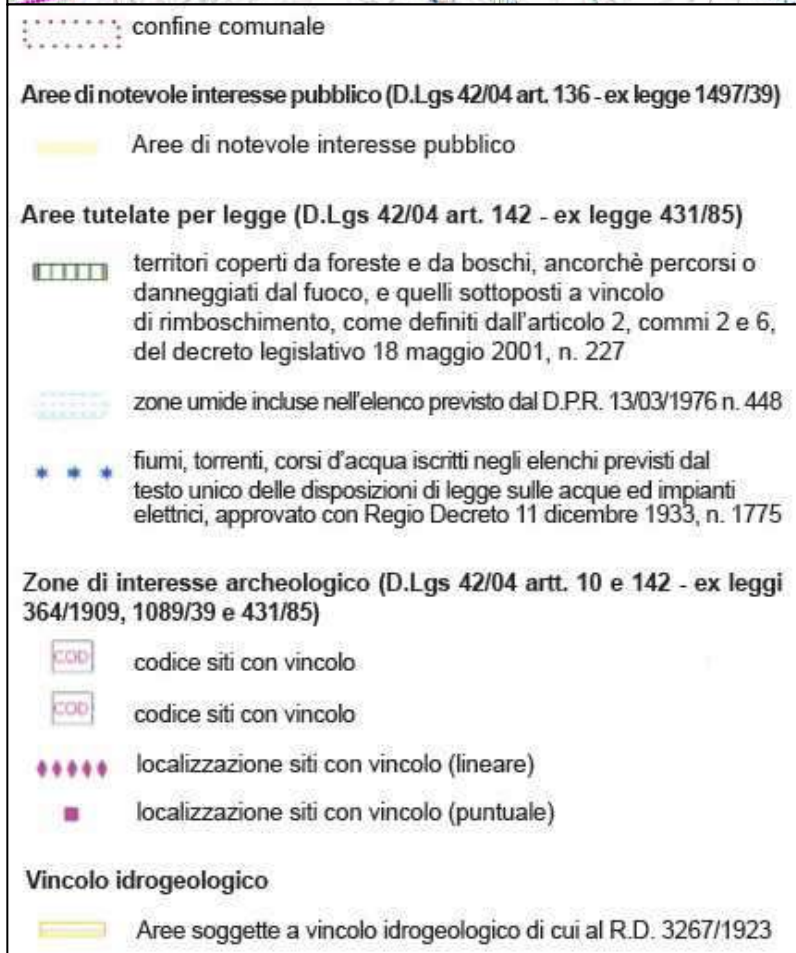 confine comunale
Aree di notevole interesse pubblico (D.Lgs 42/04 art. 136 - ex legge 1497/39)
Aree di notevole interesse pubblico
Aree tutelate per legge (D.Lgs 42/04 art. 142 - ex legge 431/85)
territori coperti da foreste e da boschi, ancorchè percorsi o
danneggiati dal fuoco, e quelli sottoposti a vincolo
di rimboschimento, come definiti dall'articolo 2, commi 2 e 6,
del decreto legislativo 18 maggio 2001, n. 227
zone umide incluse nell'elenco previsto dal D.P.R. 13/03/1976 n. 448
fiumi, torrenti, corsi d'acqua iscritti negli elenchi previsti dal
testo unico delle disposizioni di legge sulle acque ed impianti
elettrici, approvato con Regio Decreto 11 dicembre 1933, n. 1775
Zone di interesse archeologico (D.Lgs 42/04 artt. 10 e 142 - ex leggi
364/1909, 1089/39 e 431/85)
COD codice siti con vincolo
COD codice siti con vincolo
localizzazione siti con vincolo (lineare)
localizzazione siti con vincolo (puntuale)
Vincolo idrogeologico
Aree soggette a vincolo idrogeologico di cui al R.D. 3267/1923